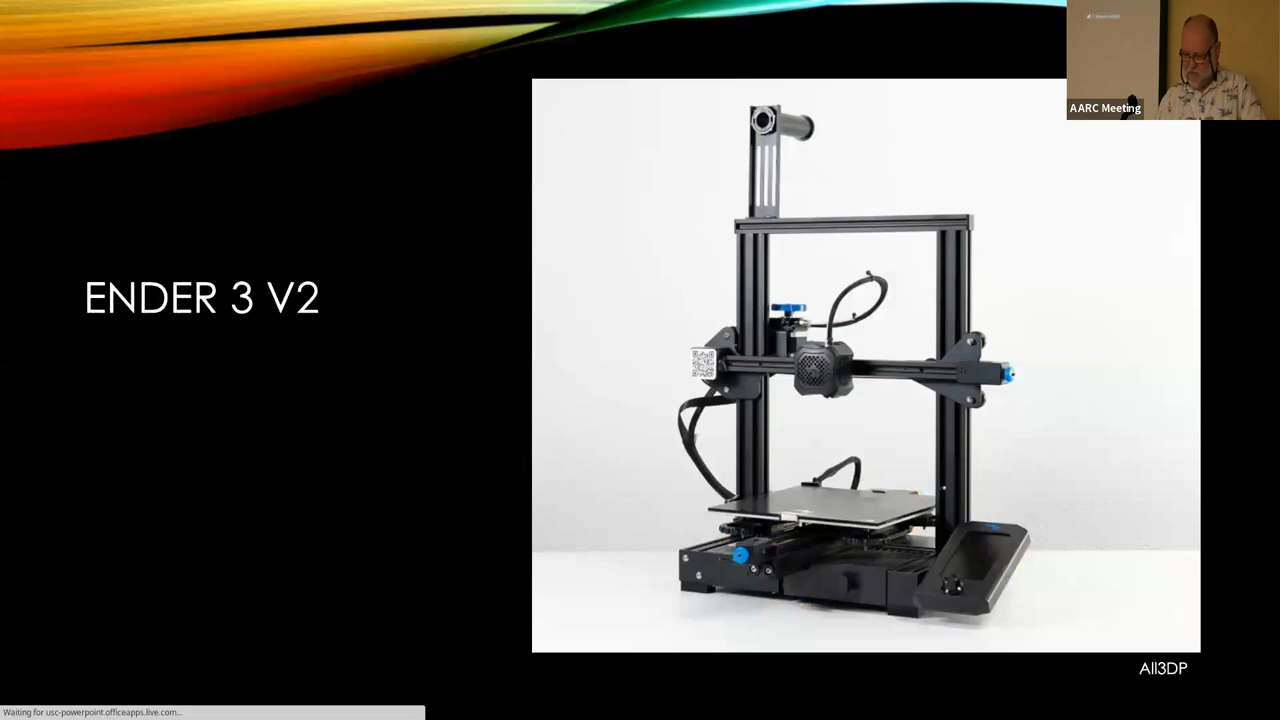 AARC Meeting
ENDER 3 V2
All3DP
Waiting for usc-powerpoint.officeapps.live.com...